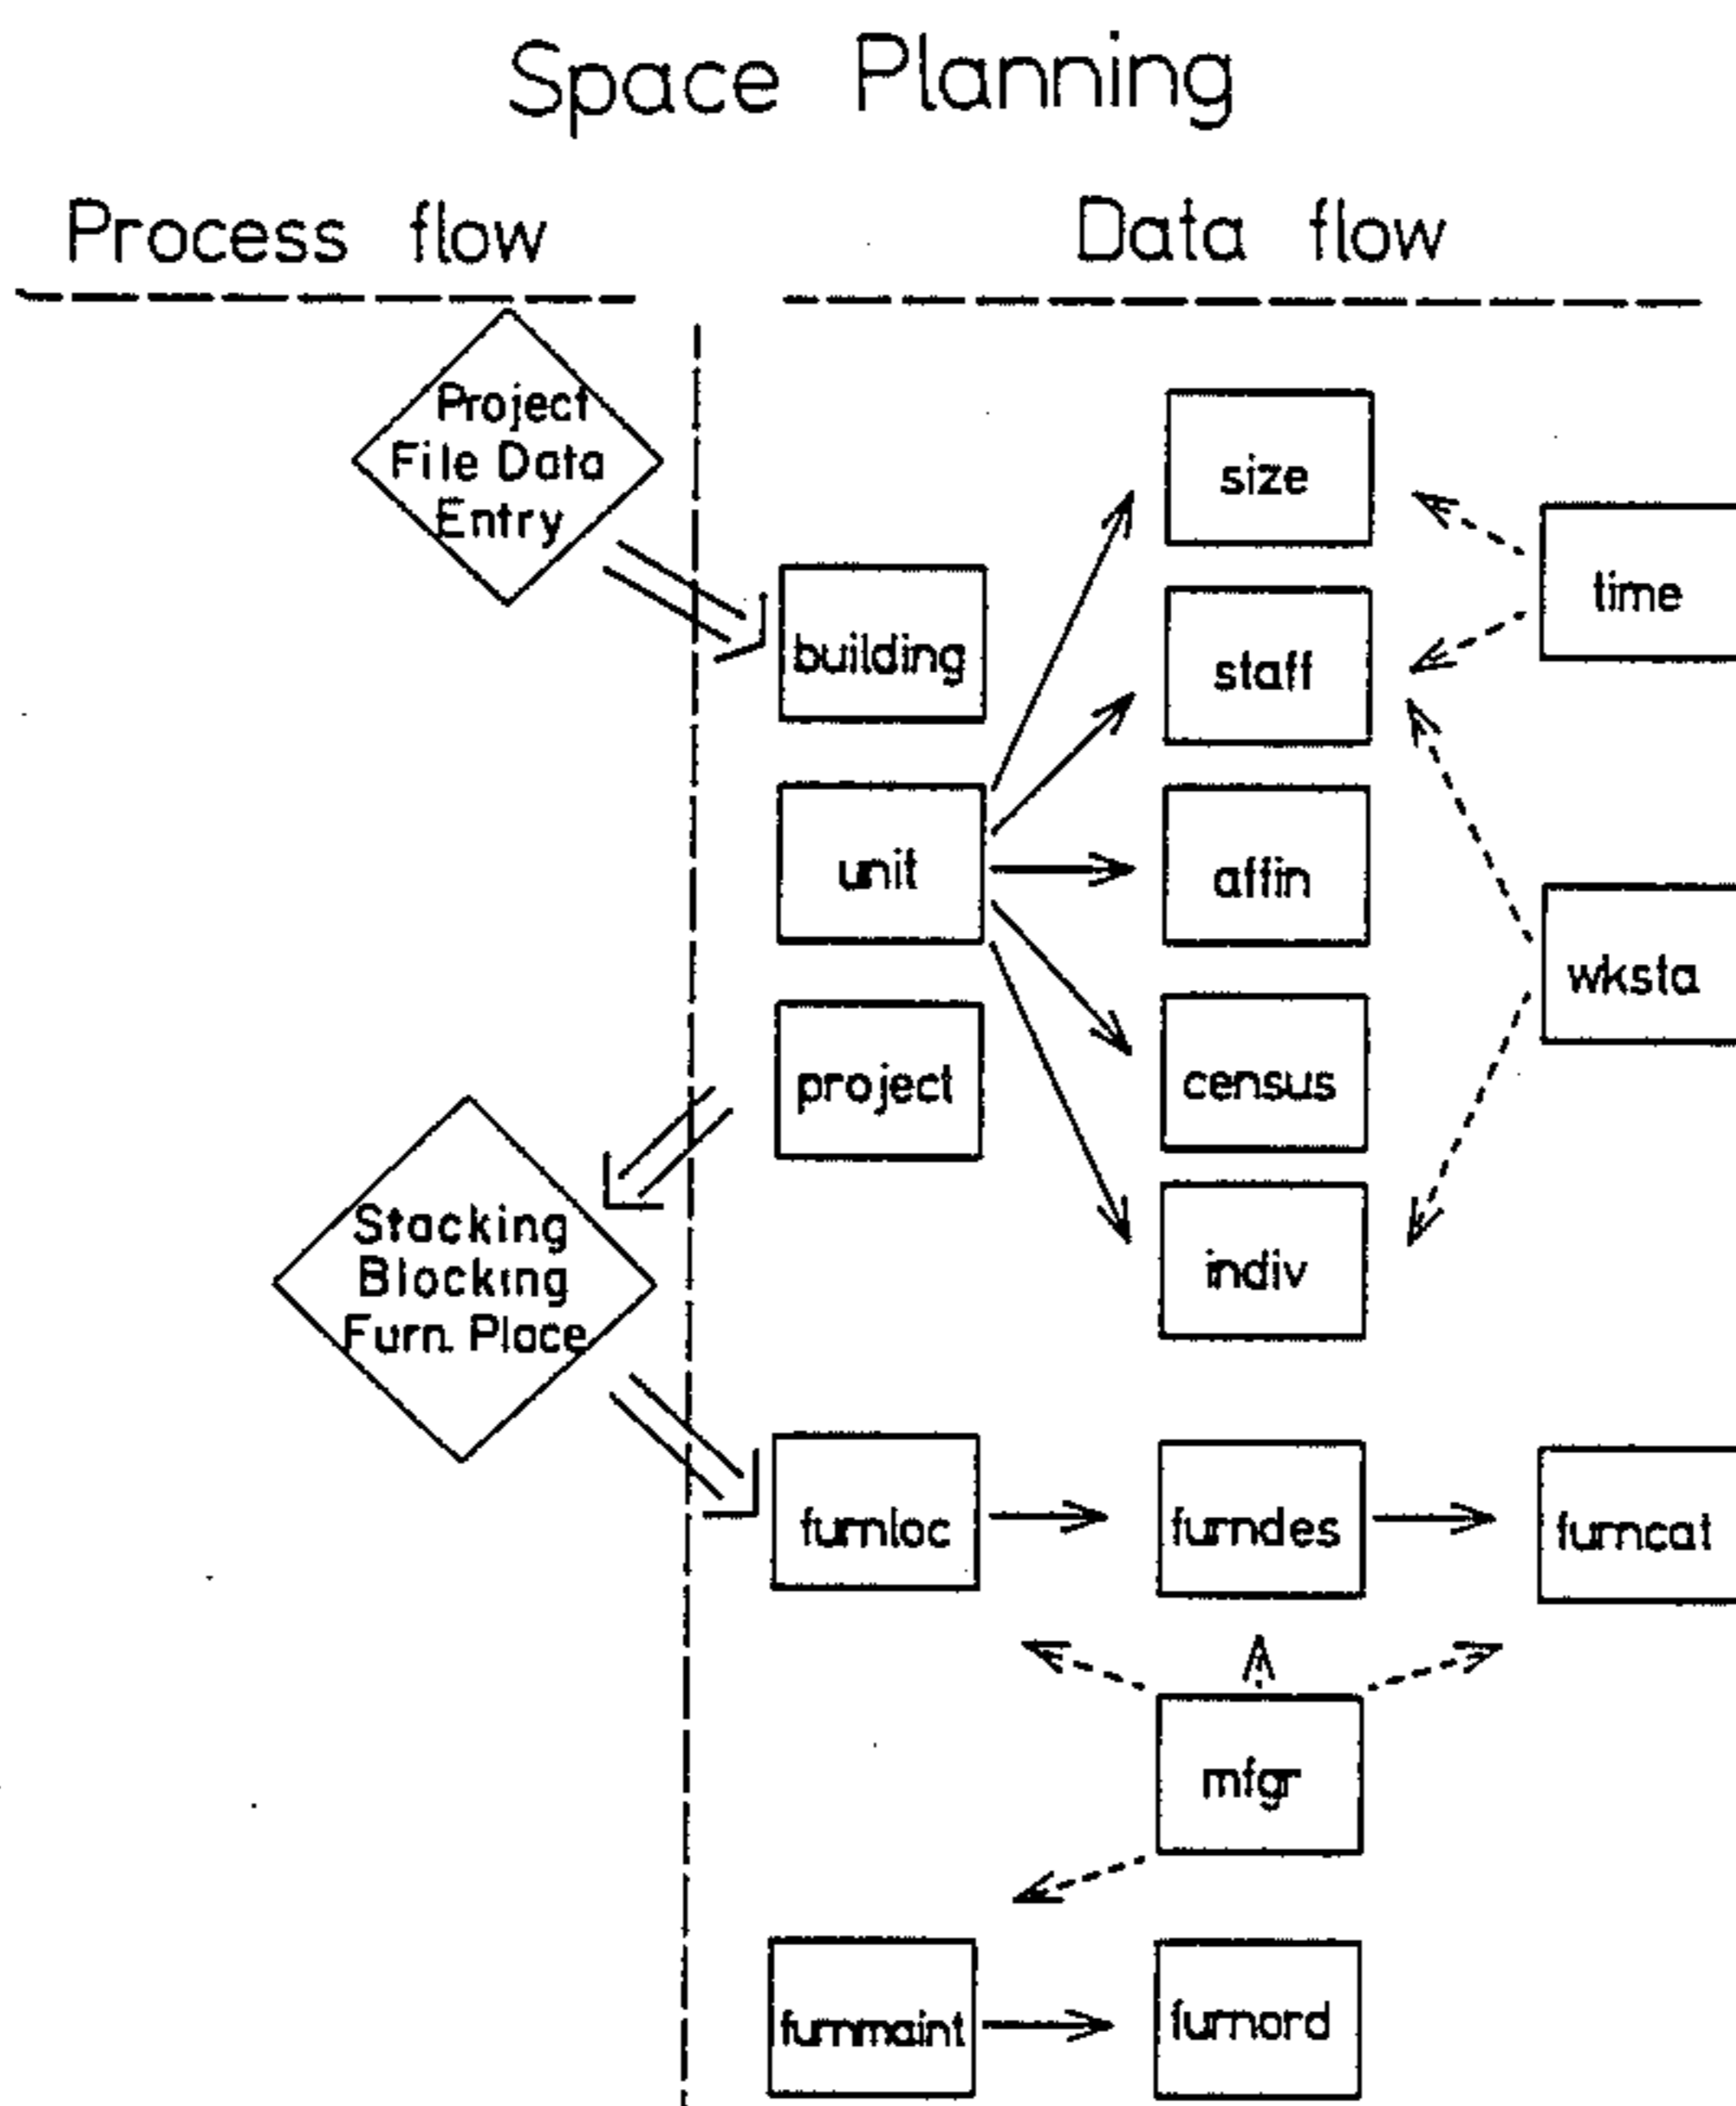 Space Planning
Process flow
Data flow
Project
File Data
Entry
size
time
building
staff
unit
affin
wksta
project
census
Stacking
Blocking
Furn. Place
indiv
furnloc
furndes
furncat
mfgr
furnmaint
furnord